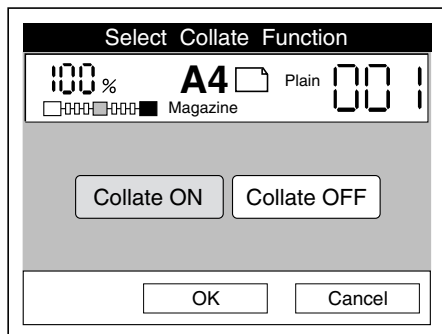 Select Collate Function
100 % A4 Plain 001
Magazine
Collate ON Collate OFF
OK Cancel